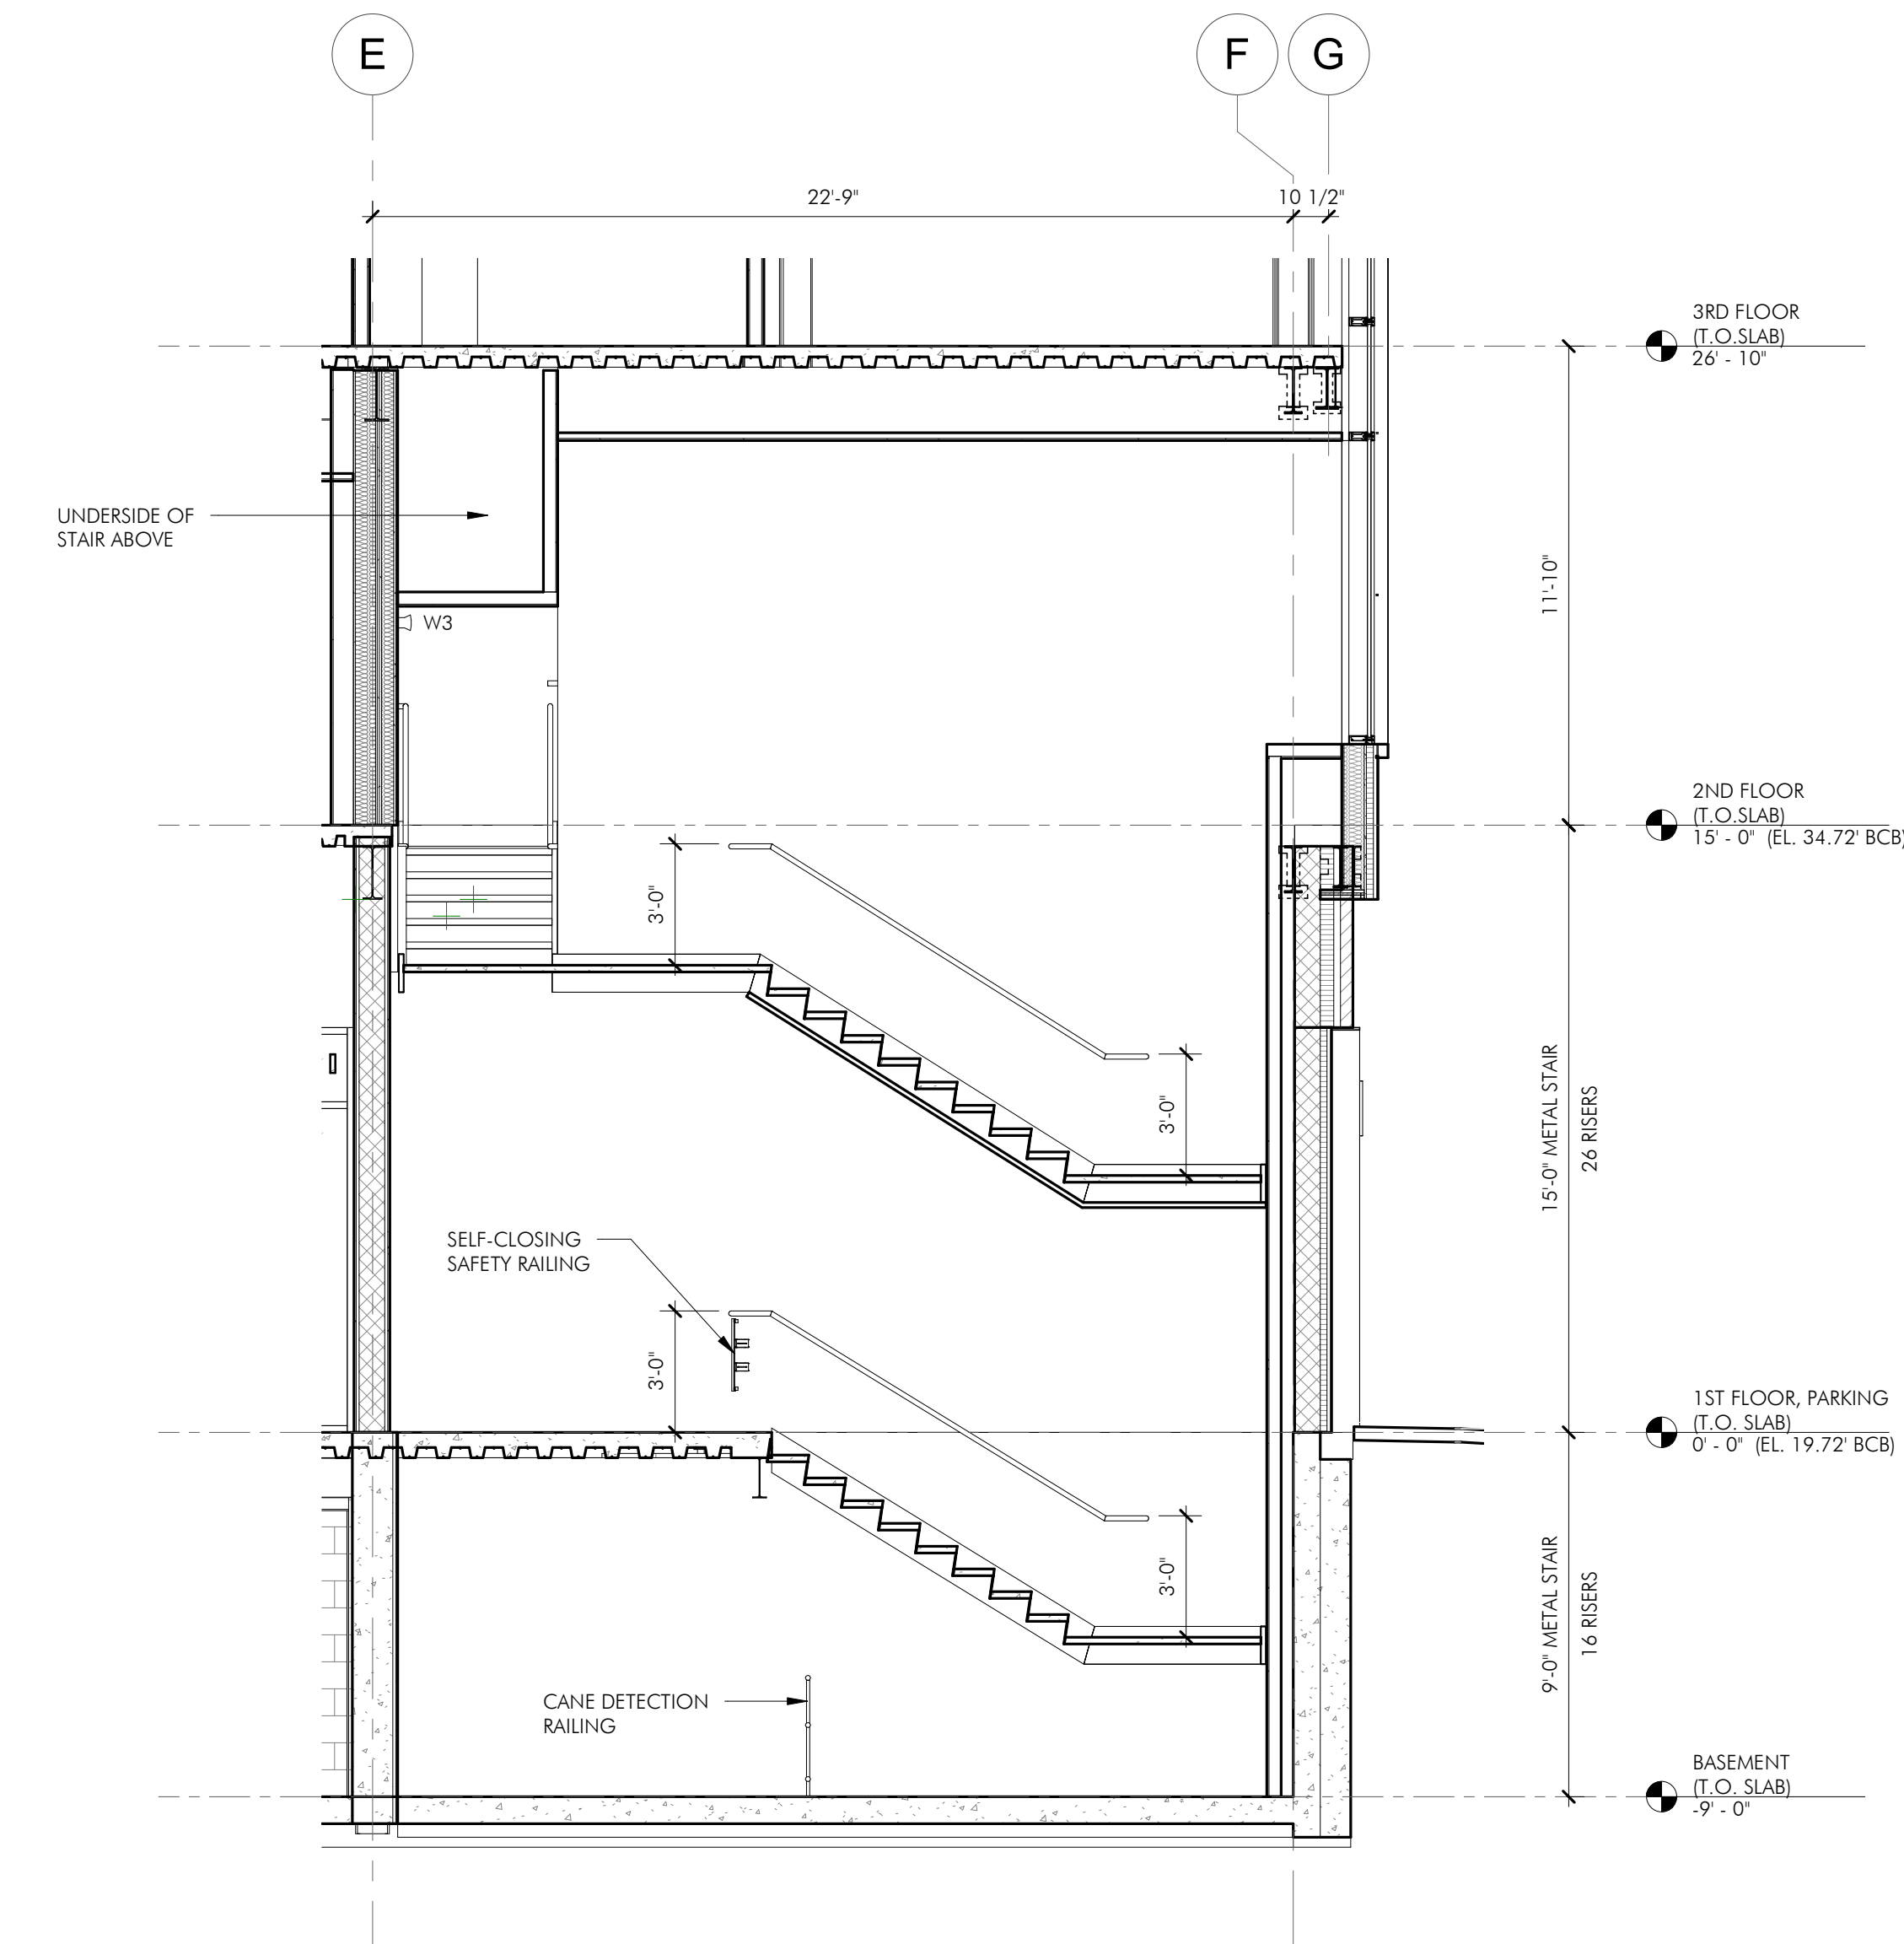 E
F
G
22'-9"
10 1/2"
3RD FLOOR
(T.O.SLAB)
26' - 10"
UNDERSIDE OF
STAIR ABOVE
11'-10"
W3
2ND FLOOR
(T.O.SLAB)
15' - 0" (EL. 34.72' BCB)
3'-0"
3'-0"
15'-0" METAL STAIR
26 RISERS
SELF-CLOSING
SAFETY RAILING
3'-0"
1ST FLOOR, PARKING
(T.O. SLAB)
0' - 0" (EL. 19.72' BCB)
3'-0"
9'-0" METAL STAIR
16 RISERS
CANE DETECTION
RAILING
BASEMENT
(T.O. SLAB)
-9' - 0"